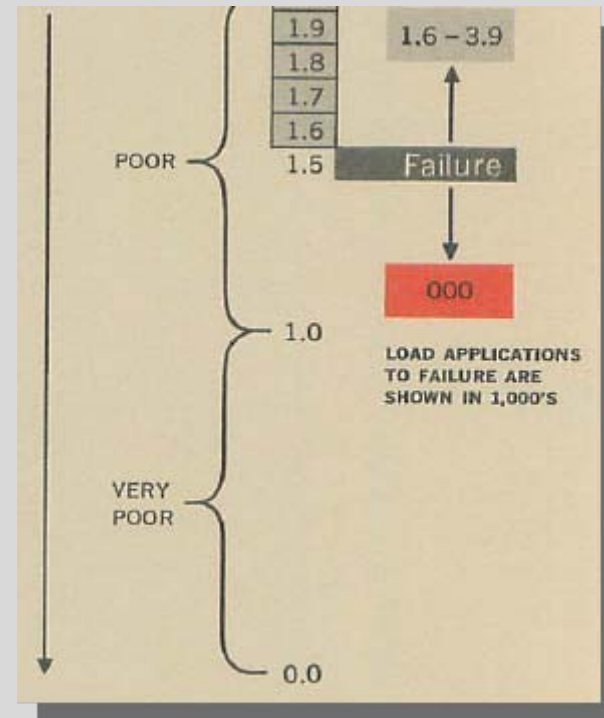 1.9
1.6 – 3.9
1.8
1.7
1.6
POOR
1.5
Failure
000
1.0
LOAD APPLICATIONS
TO FAILURE ARE
SHOWN IN 1,000'S
VERY
POOR
0.0